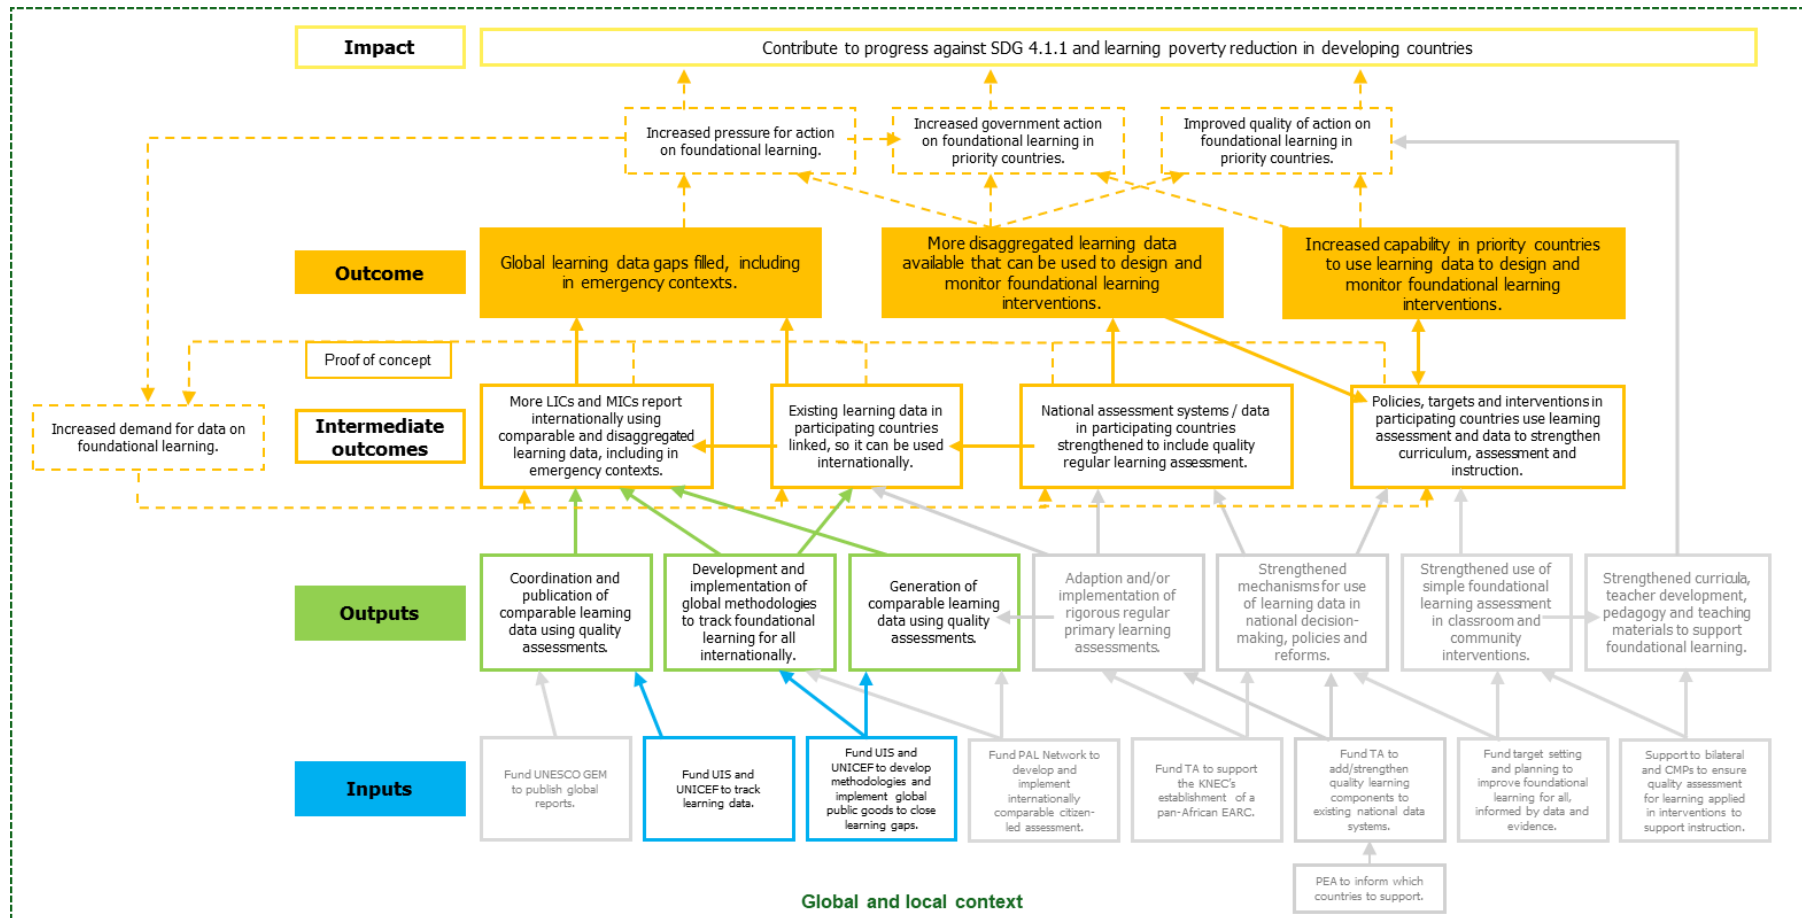 Impact
Contribute to progress against SDG 4.1.1 and learning poverty reduction in developing countries
Increased pressure for action
on foundational learning.
Increased government action
on foundational learning in
priority countries.
Improved quality of action on
foundational learning in
priority countries.
Outcome
Global learning data gaps filled, including
in emergency contexts.
More disaggregated learning data
available that can be used to design and
monitor foundational learning
interventions.
Increased capability in priority countries
to use learning data to design and
monitor foundational learning
interventions.
Proof of concept
Increased demand for data on
foundational learning.
Intermediate
outcomes
More LICs and MICs report
internationally using
comparable and disaggregated
learning data, including in
emergency contexts.
Existing learning data in
participating countries
linked, so it can be used
internationally.
National assessment systems / data
in participating countries
strengthened to include quality
regular learning assessment.
Policies, targets and interventions in
participating countries use learning
assessment and data to strengthen
curriculum, assessment and
instruction.
Outputs
Coordination and
publication of
comparable learning
data using quality
assessments.
Development and
implementation of
global methodologies
to track foundational
learning for all
internationally.
Generation of
comparable learning
data using quality
assessments.
Adaption and/or
implementation of
rigorous regular
primary learning
assessments.
Strengthened
mechanisms for use
of learning data in
national decision-
making, policies and
reforms.
Strengthened use of
simple foundational
learning assessment
in classroom and
community
interventions.
Strengthened curricula,
teacher development,
pedagogy and teaching
materials to support
foundational learning.
Inputs
Fund UNESCO GEM
to publish global
reports.
Fund UIS and
UNICEF to track
learning data.
Fund UIS and
UNICEF to develop
methodologies and
implement global
public goods to close
learning gaps.
Fund PAL Network to
develop and
implement
internationally
comparable citizen-
led assessment.
Fund TA to support
the KNEC's
establishment of a
pan-African EARC.
Fund TA to
add/strengthen
quality learning
components to
existing national data
systems.
Fund target setting
and planning to
improve foundational
learning for all,
informed by data and
evidence.
Support to bilateral
and CMPs to ensure
quality assessment
for learning applied
in interventions to
support instruction.
PEA to inform which
countries to support.
Global and local context